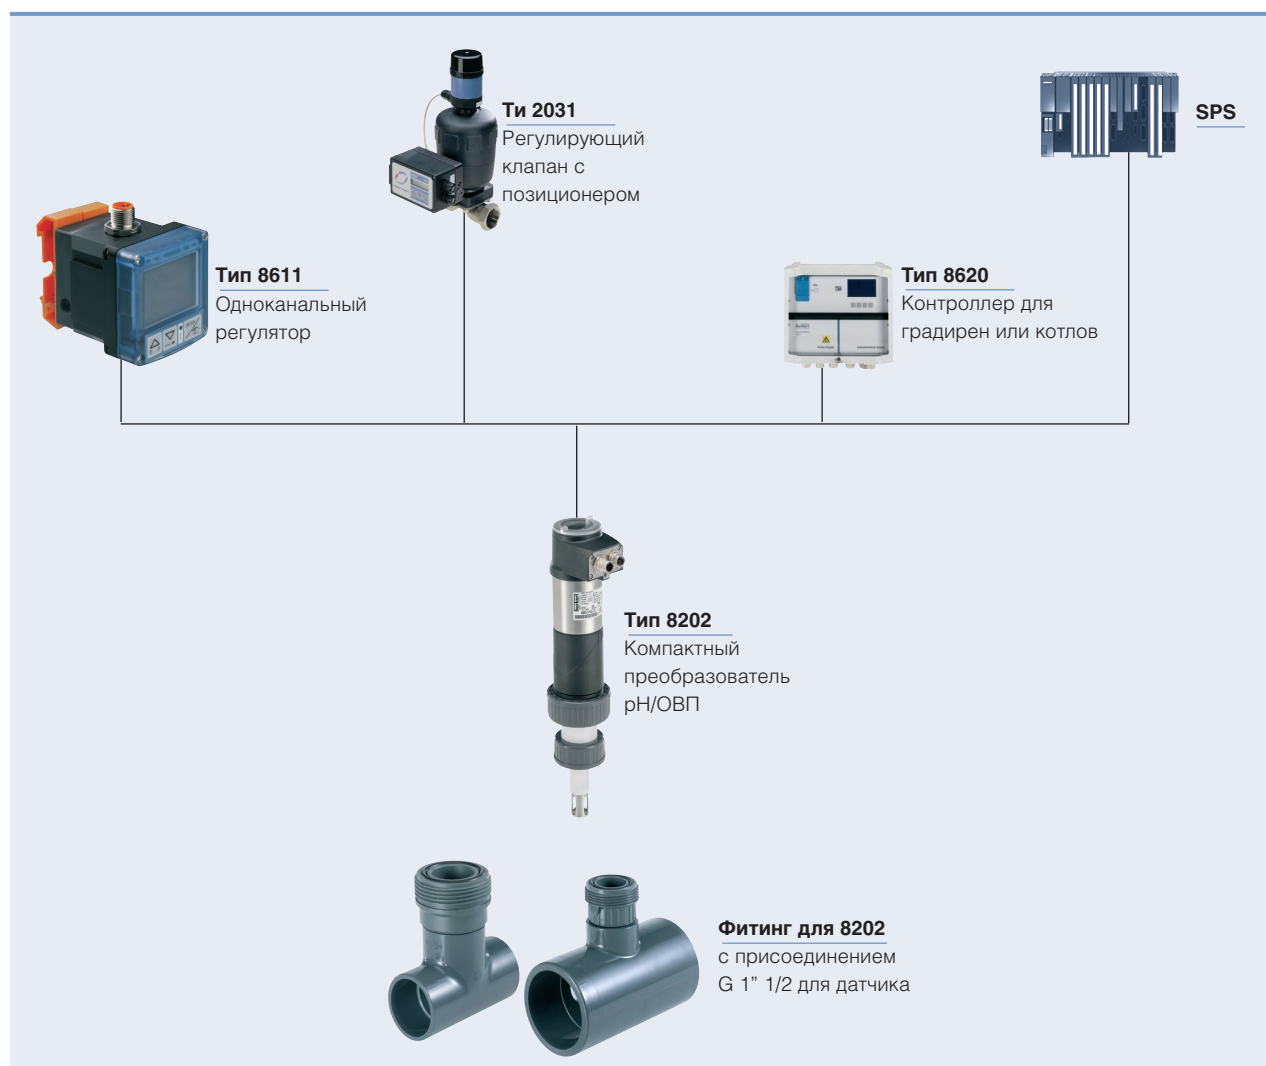 Ти 2031
Регулирующий
клапан с
позиционером
SPS
Тип 8611
Одноканальный
регулятор
Тип 8620
Контроллер для
градирен или котлов
Тип 8202
Компактный
преобразователь
pH/ОВП
Фитинг для 8202
с присоединением
G 1” 1/2 для датчика